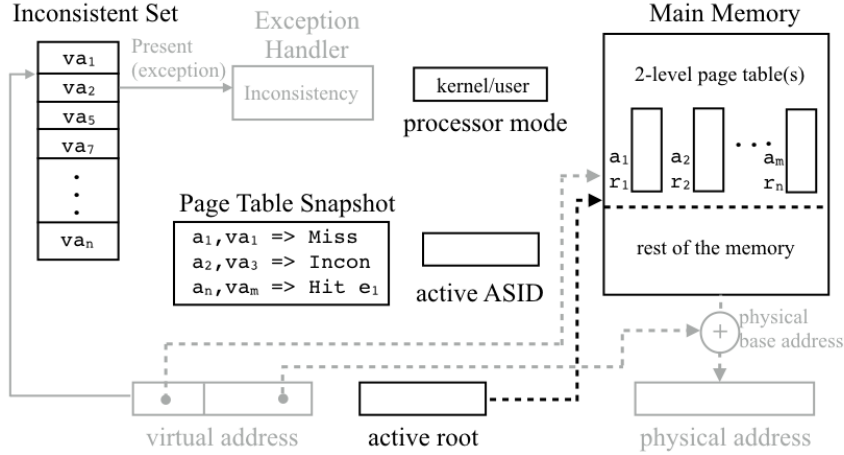 Inconsistent Set
va1
va2
va5
va7
van
Present
(exception)
Exception
Handler
Inconsistency
kernel/user
processor mode
Page Table Snapshot
a1,va1 => Miss
a2,va3 => Incon
an,vam => Hit e1
active ASID
Main Memory
2-level page table(s)
a1
r1
a2
r2
...
am
rn
rest of the memory
physical
base address
+
virtual address
active root
physical address